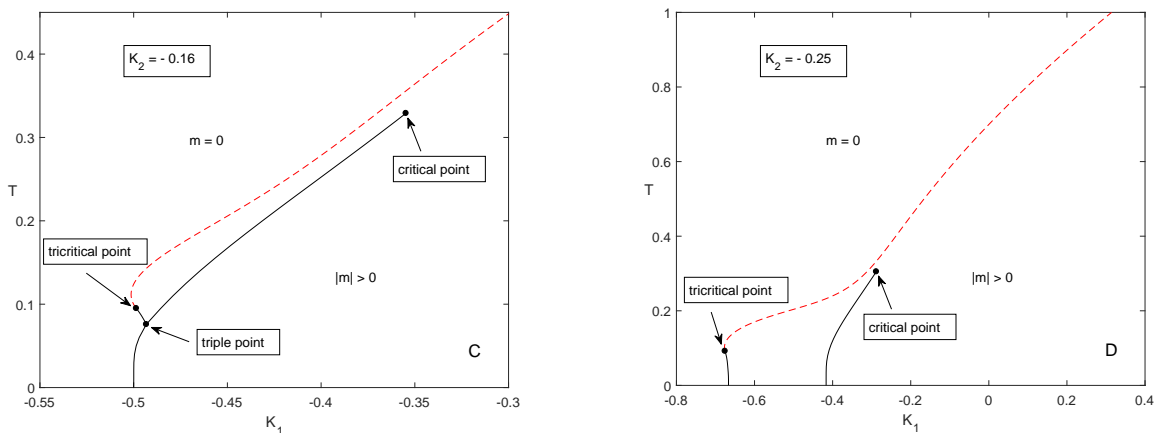 K2 = - 0.16
m = 0
critical point
tricritical point
|m| > 0
triple point
C
T
0.4
0.3
0.2
0.1
0
-0.55 -0.5 -0.45 -0.4 -0.35 -0.3
K1
K2 = - 0.25
m = 0
tricritical point
|m| > 0
critical point
D
T
1
0.8
0.6
0.4
0.2
0
-0.8 -0.6 -0.4 -0.2 0 0.2 0.4
K1